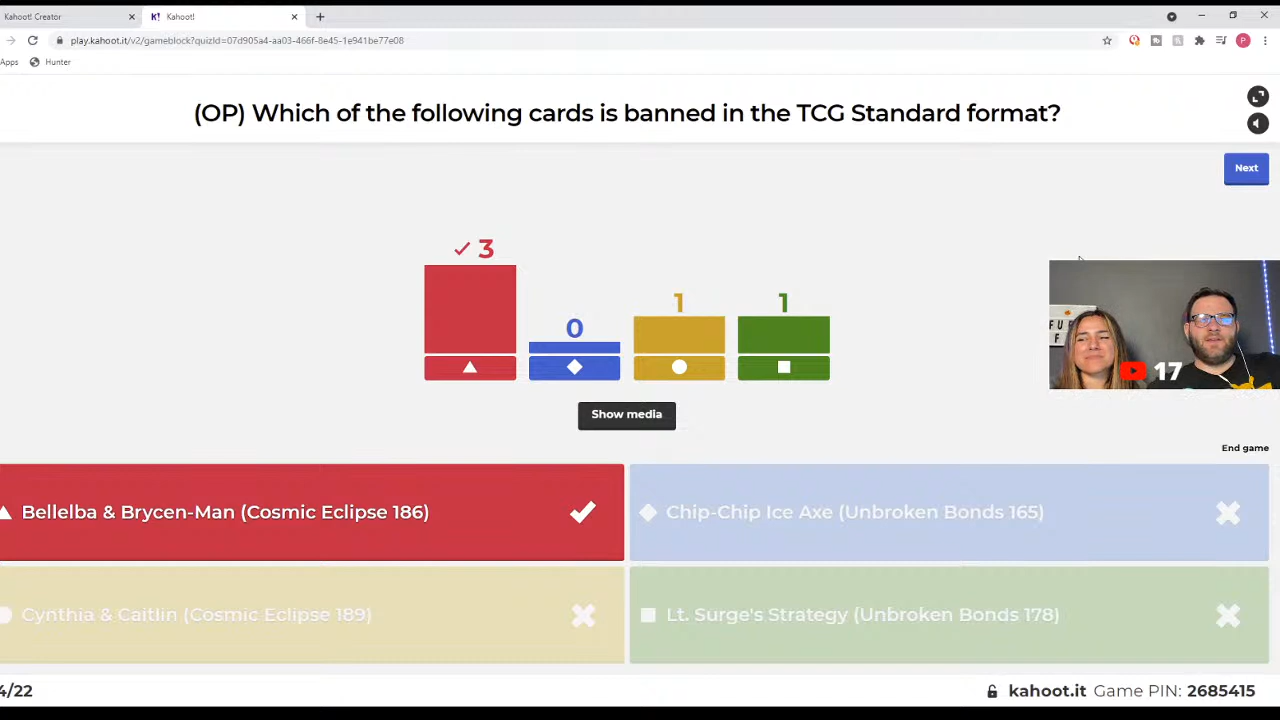 Kahoot! Creator
K! Kahoot!
play.kahoot.it/v2/gameblock?quizId=07d905a4-aa03-466f-8e45-1e941be77e08
Apps
Hunter
(OP) Which of the following cards is banned in the TCG Standard format?
Next
3
0
1
1
17
Show media
End game
Bellelba & Brycen-Man (Cosmic Eclipse 186)
Chip-Chip Ice Axe (Unbroken Bonds 165)
Cynthia & Caitlin (Cosmic Eclipse 189)
Lt. Surge's Strategy (Unbroken Bonds 178)
4/22
kahoot.it Game PIN: 2685415